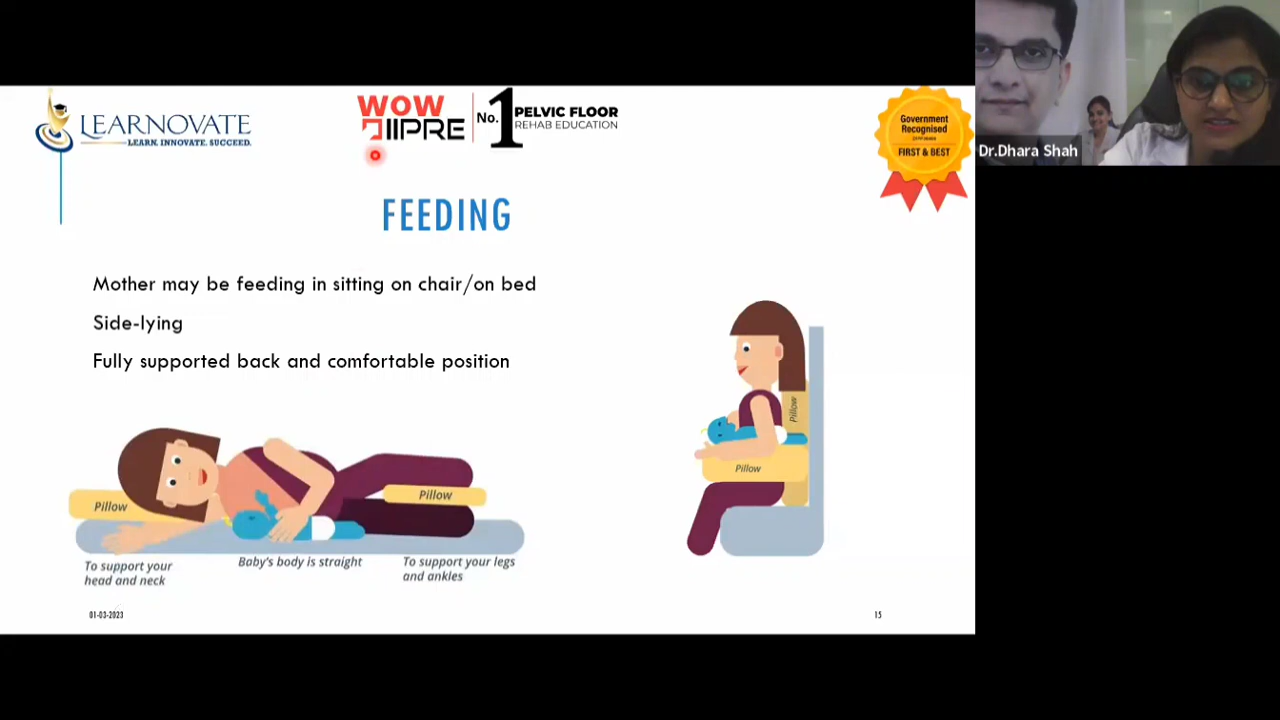 LEARNOVATE
LEARN. INNOVATE. SUCCEED.
WOW
IIPRE
No. 1
PELVIC FLOOR
REHAB EDUCATION
Government
Recognised
FIRST & BEST
Dr.Dhara Shah
FEEDING
Mother may be feeding in sitting on chair/on bed
Side-lying
Fully supported back and comfortable position
Pillow
Pillow
To support your
head and neck
Baby's body is straight
To support your legs
and ankles
Pillow
Pillow
01-03-2023
15